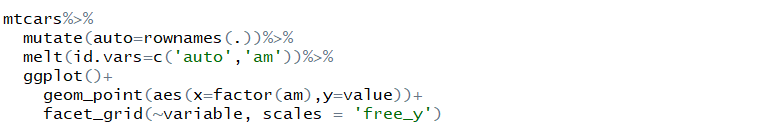 mtcars%>%
  mutate(auto=rownames(.))%>%
  melt(id.vars=c('auto','am'))%>%
  ggplot()+
    geom_point(aes(x=factor(am),y=value))+
    facet_grid(~variable, scales = 'free_y')